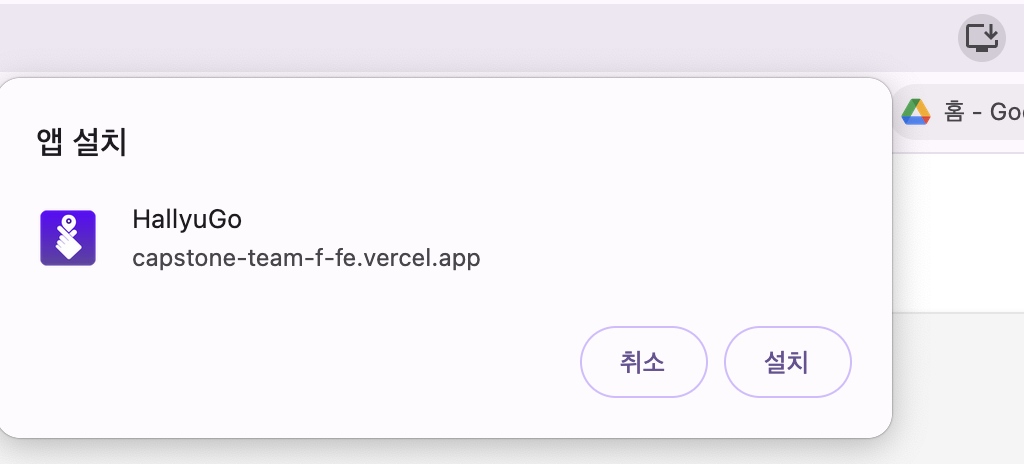 홈 - Goo
앱 설치
HallyuGo
capstone-team-f-fe.vercel.app
취소
설치